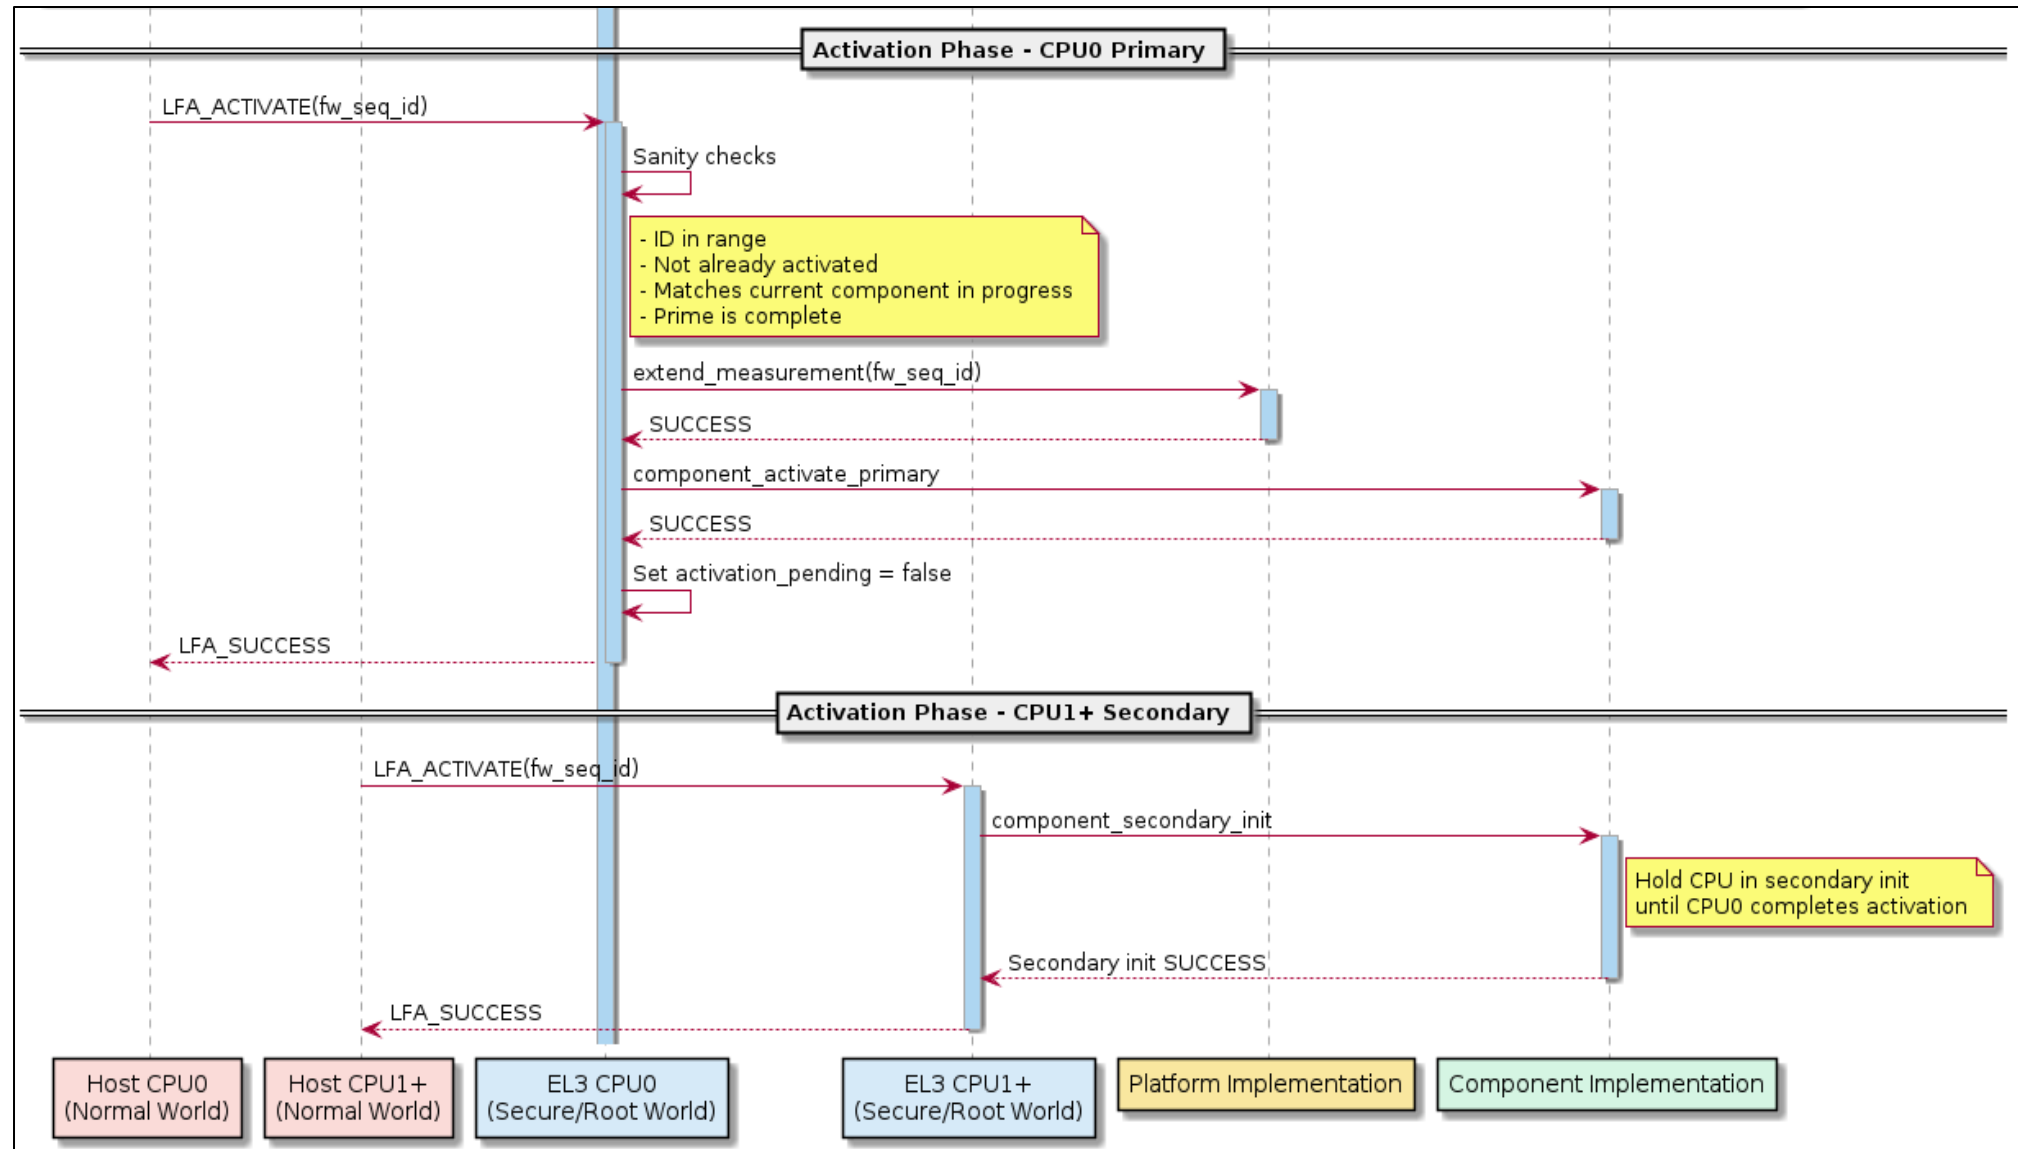 Activation Phase - CPU0 Primary
LFA_ACTIVATE(fw_seq_id)
Sanity checks
- ID in range
- Not already activated
- Matches current component in progress
- Prime is complete
extend_measurement(fw_seq_id)
SUCCESS
component_activate_primary
SUCCESS
Set activation_pending = false
LFA_SUCCESS
Activation Phase - CPU1+ Secondary
LFA_ACTIVATE(fw_seq_id)
component_secondary_init
Hold CPU in secondary init
until CPU0 completes activation
Secondary init SUCCESS
LFA_SUCCESS
Host CPU0
(Normal World)
Host CPU1+
(Normal World)
EL3 CPU0
(Secure/Root World)
EL3 CPU1+
(Secure/Root World)
Platform Implementation
Component Implementation